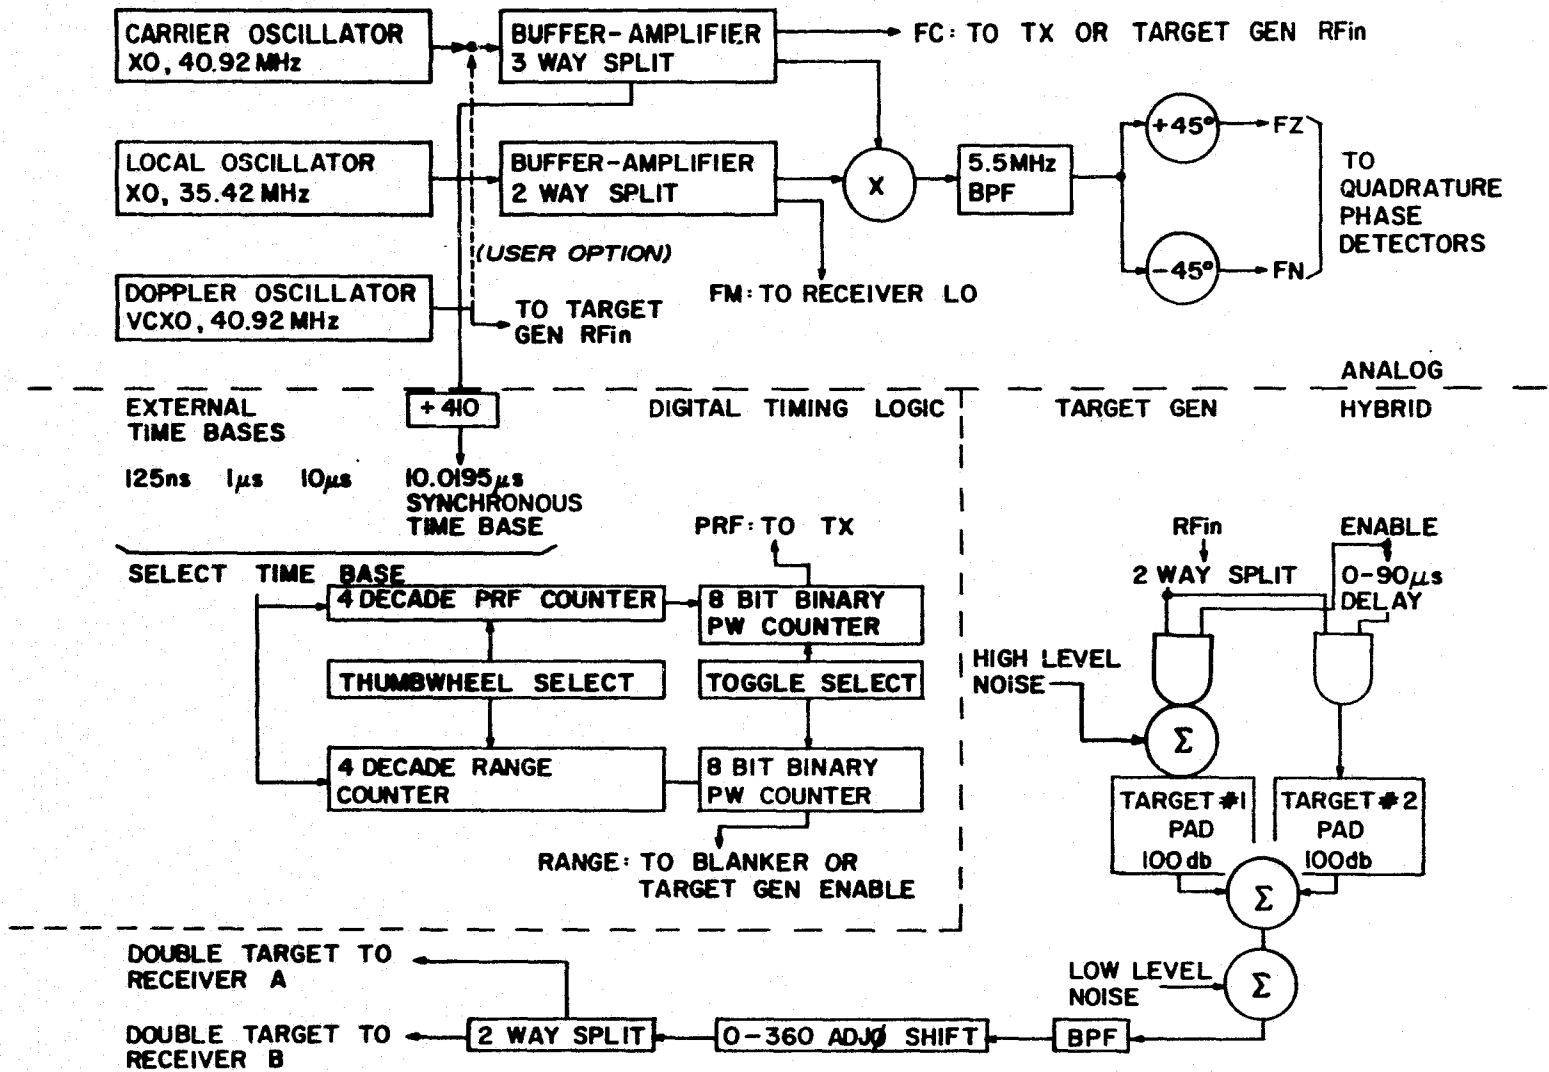 CARRIER OSCILLATOR
XO, 40.92 MHz
BUFFER-AMPLIFIER
3 WAY SPLIT
FC: TO TX OR TARGET GEN RFin
LOCAL OSCILLATOR
XO, 35.42 MHz
BUFFER-AMPLIFIER
2 WAY SPLIT
X
5.5MHz
BPF
+45°
FZ
-45°
FN
TO
QUADRATURE
PHASE
DETECTORS
(USER OPTION)
FM: TO RECEIVER LO
DOPPLER OSCILLATOR
VCXO, 40.92 MHz
TO TARGET
GEN RFin
ANALOG
EXTERNAL
TIME BASES
+ 410
DIGITAL TIMING LOGIC
TARGET GEN
HYBRID
125ns 1μs 10μs 10.0195μs
SYNCHRONOUS
TIME BASE
SELECT TIME BASE
PRF: TO TX
4 DECADE PRF COUNTER
8 BIT BINARY
PW COUNTER
THUMBWHEEL SELECT
TOGGLE SELECT
4 DECADE RANGE
COUNTER
8 BIT BINARY
PW COUNTER
RANGE: TO BLANKER OR
TARGET GEN ENABLE
RFin
ENABLE
2 WAY SPLIT
0-90μs
DELAY
HIGH LEVEL
NOISE
Σ
TARGET #1
PAD
100 db
TARGET #2
PAD
100db
Σ
LOW LEVEL
NOISE
Σ
DOUBLE TARGET TO
RECEIVER A
DOUBLE TARGET TO
RECEIVER B
2 WAY SPLIT
0-360 ADJØ SHIFT
BPF